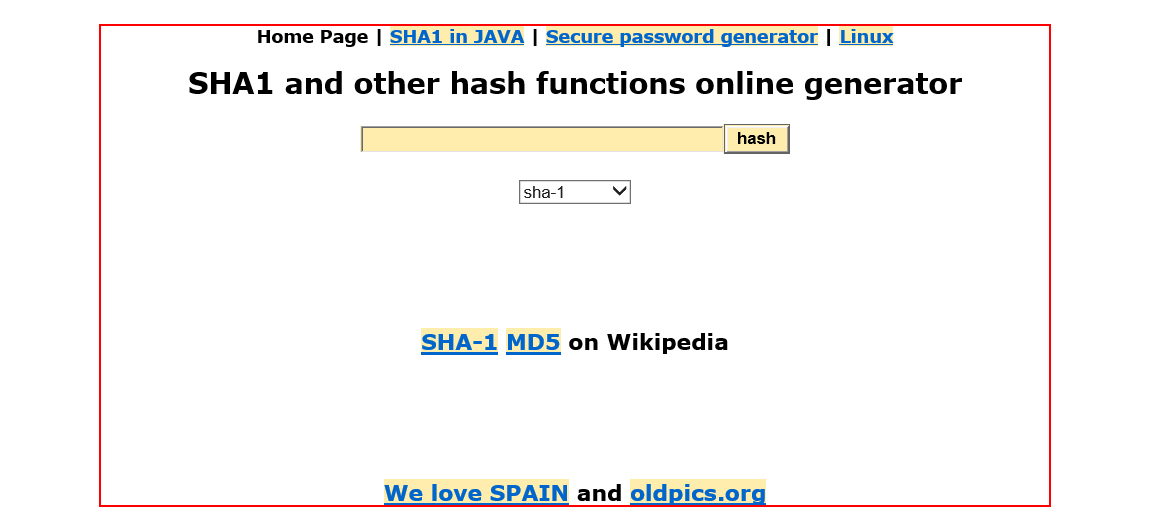 Home Page | SHA1 in JAVA | Secure password generator | Linux
SHA1 and other hash functions online generator
hash
sha-1
SHA-1 MD5 on Wikipedia
We love SPAIN and oldpics.org